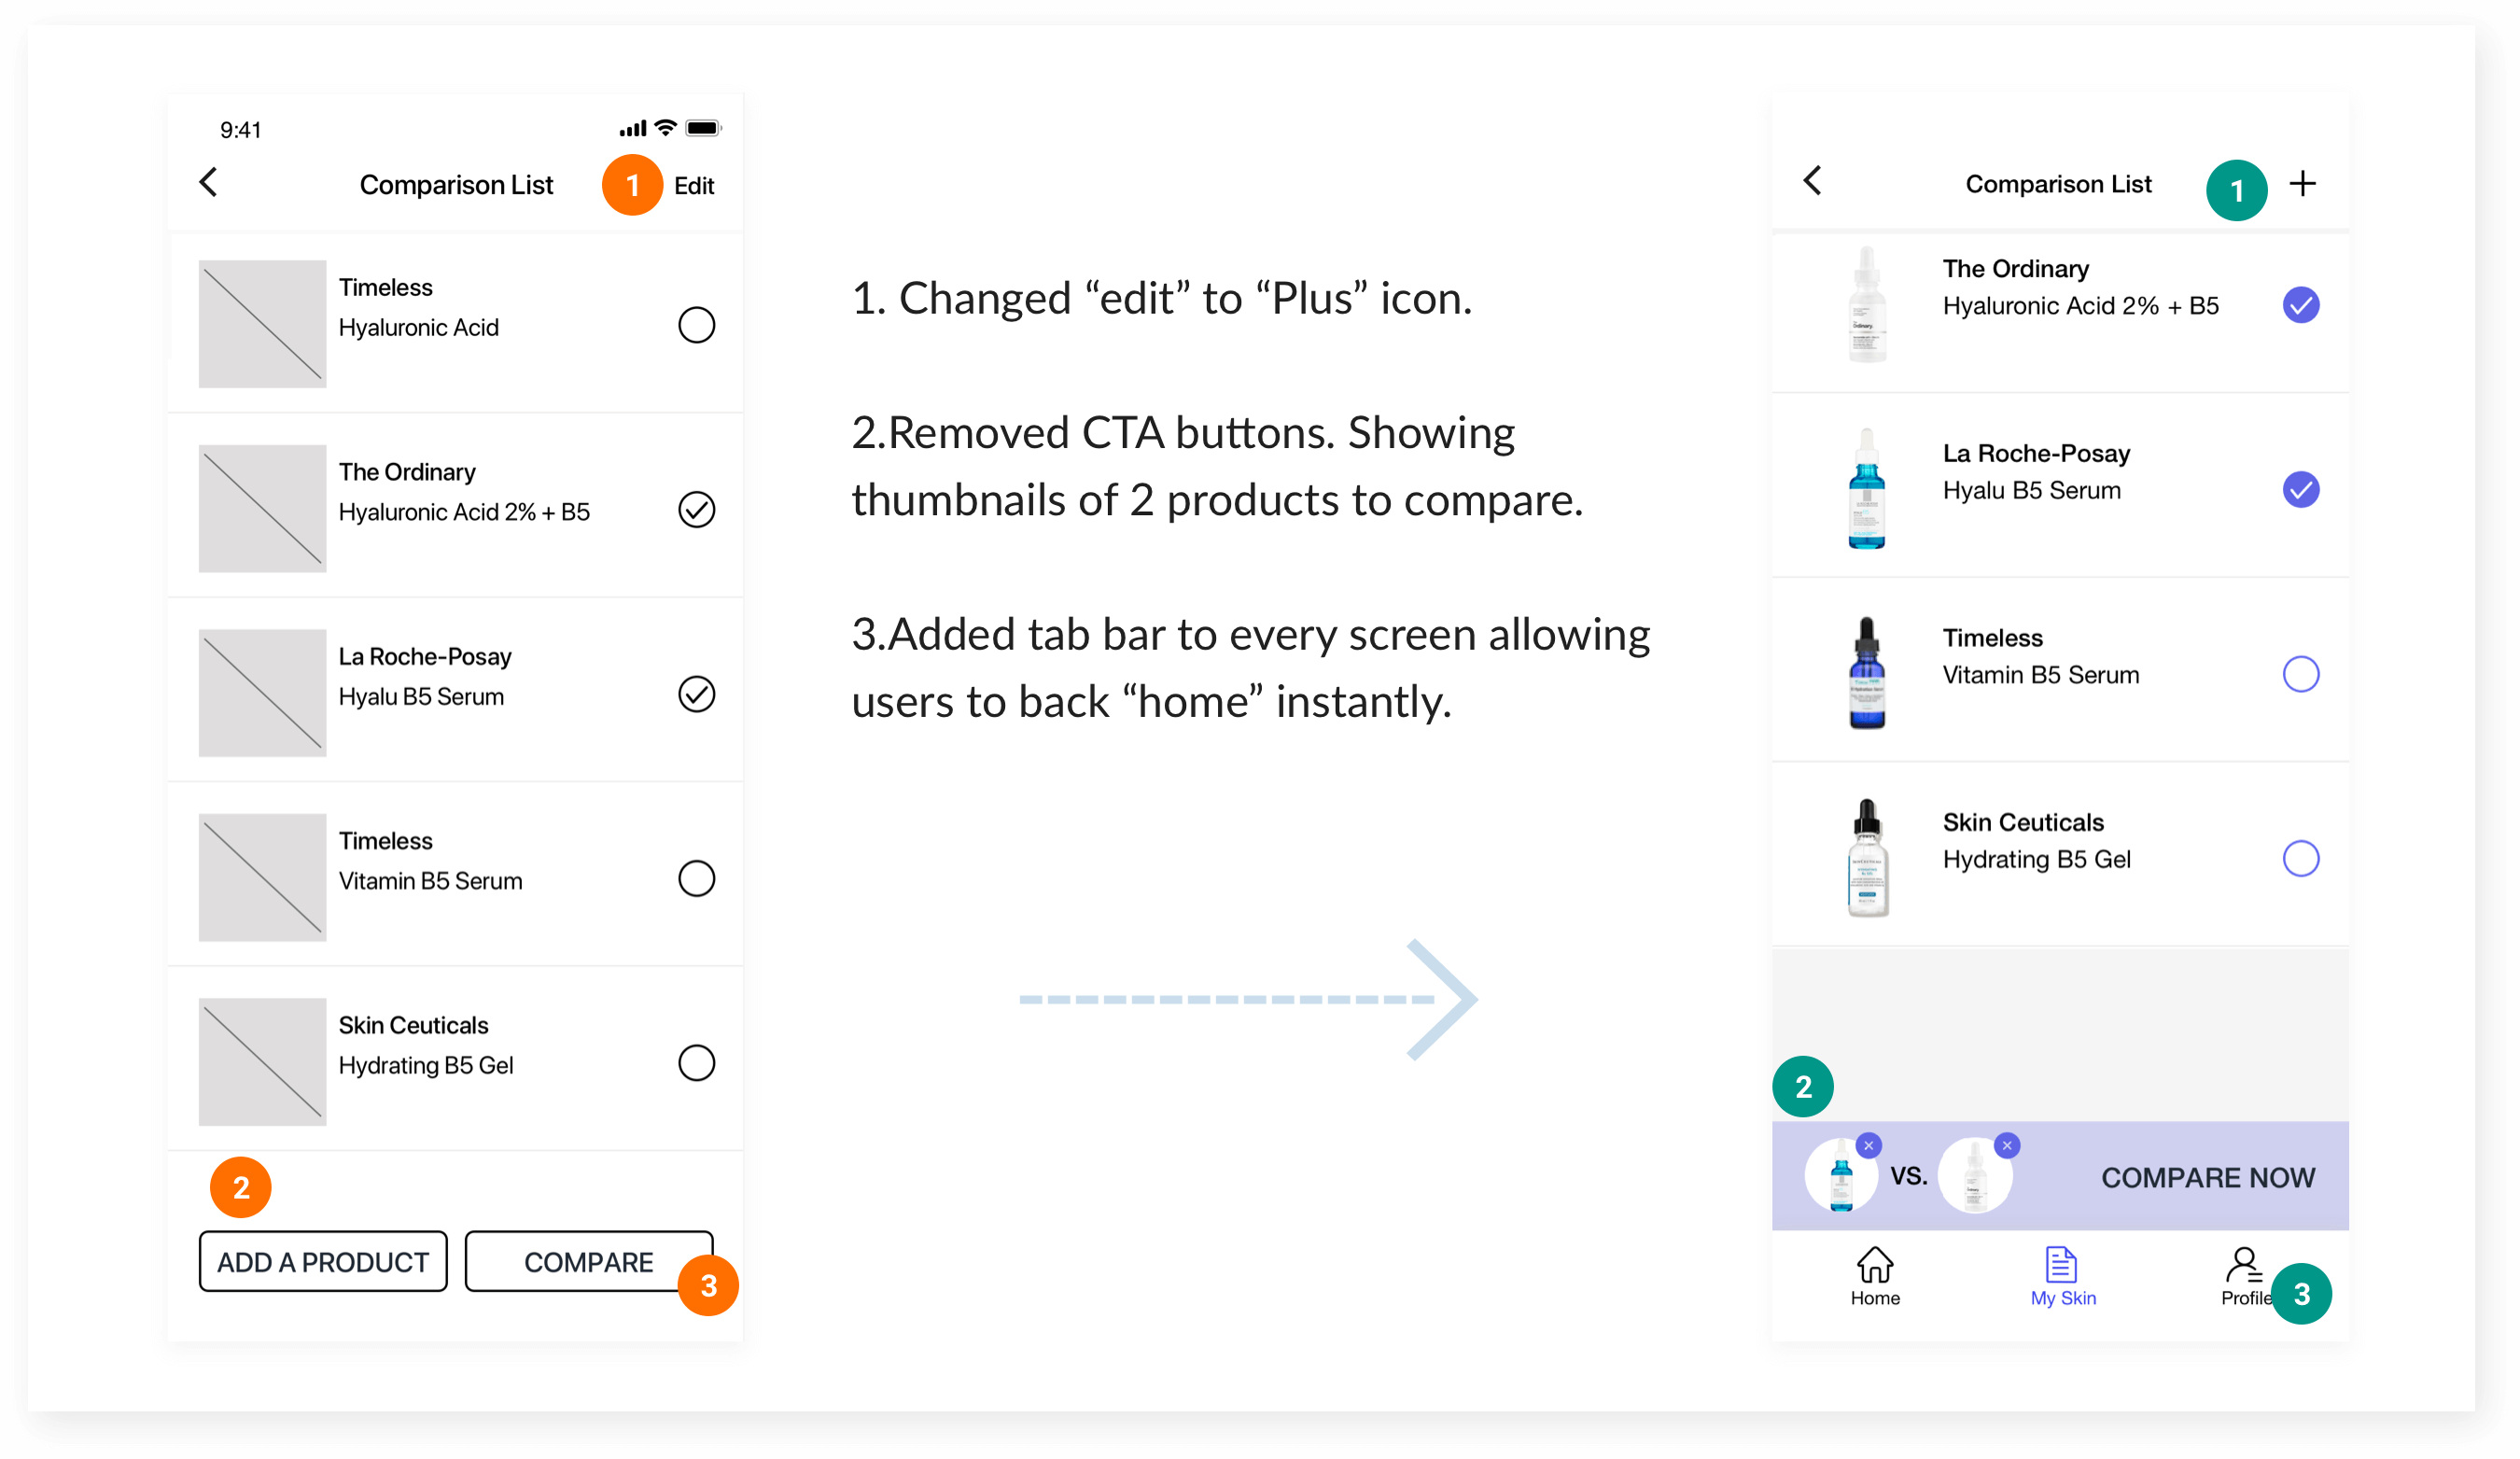 9:41
Comparison List
1
Edit
Timeless
Hyaluronic Acid
The Ordinary
Hyaluronic Acid 2% + B5
La Roche-Posay
Hyalu B5 Serum
Timeless
Vitamin B5 Serum
Skin Ceuticals
Hydrating B5 Gel
2
ADD A PRODUCT
COMPARE
3
1. Changed “edit” to “Plus” icon.
2.Removed CTA buttons. Showing
thumbnails of 2 products to compare.
3.Added tab bar to every screen allowing
users to back “home” instantly.
Comparison List
1
The Ordinary
Hyaluronic Acid 2% + B5
Ordinary.
La Roche-Posay
Hyalu B5 Serum
Timeless
Vitamin B5 Serum
Skin Ceuticals
Hydrating B5 Gel
2
VS.
COMPARE NOW
Home
My Skin
Profile
3